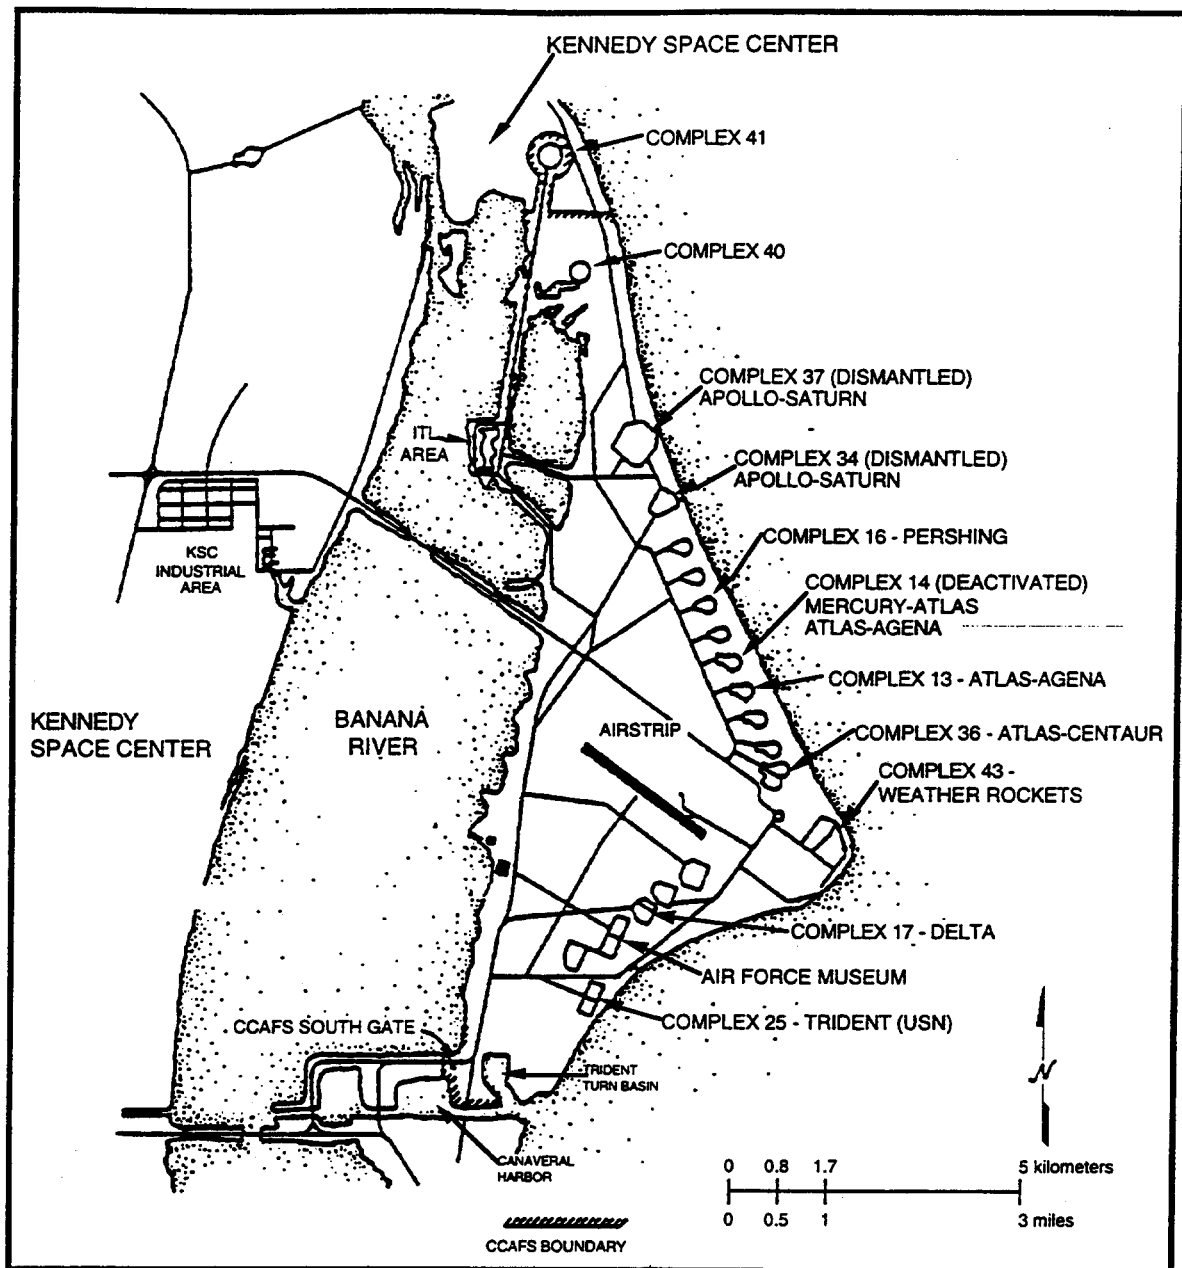 KENNEDY SPACE CENTER
COMPLEX 41
COMPLEX 40
COMPLEX 37 (DISMANTLED)
APOLLO-SATURN
ITL
AREA
COMPLEX 34 (DISMANTLED)
APOLLO-SATURN
COMPLEX 16 - PERSHING
KSC
INDUSTRIAL
AREA
COMPLEX 14 (DEACTIVATED)
MERCURY-ATLAS
ATLAS-AGENA
COMPLEX 13 - ATLAS-AGENA
KENNEDY
SPACE CENTER
BANANA
RIVER
AIRSTRIP
COMPLEX 36 - ATLAS-CENTAUR
COMPLEX 43 -
WEATHER ROCKETS
COMPLEX 17 - DELTA
AIR FORCE MUSEUM
COMPLEX 25 - TRIDENT (USN)
CCAFS SOUTH GATE
TRIDENT
TURN BASIN
N
CANAVERAL
HARBOR
0 0.8 1.7 5 kilometers
0 0.5 1 3 miles
CCAFS BOUNDARY